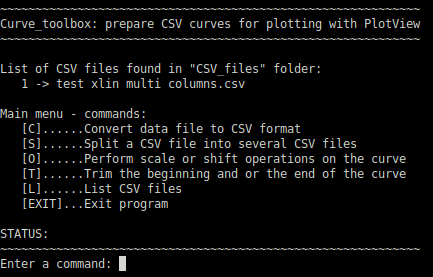 ~~~~~~~~~~~~~~~~~~~~~~~~~~~~~~~~~~~~~~~~~~~~~~~~~~~~~~~~~~~~
Curve_toolbox: prepare CSV curves for plotting with PlotView
~~~~~~~~~~~~~~~~~~~~~~~~~~~~~~~~~~~~~~~~~~~~~~~~~~~~~~~~~~~~
List of CSV files found in "CSV_files" folder:
1 -> test xlin multi columns.csv
Main menu - commands:
[C]......Convert data file to CSV format
[S]......Split a CSV file into several CSV files
[O]......Perform scale or shift operations on the curve
[T]......Trim the beginning and or the end of the curve
[L]......List CSV files
[EXIT]...Exit program
STATUS:
~~~~~~~~~~~~~~~~~~~~~~~~~~~~~~~~~~~~~~~~~~~~~~~~~~~~~~~~~~~~
Enter a command: